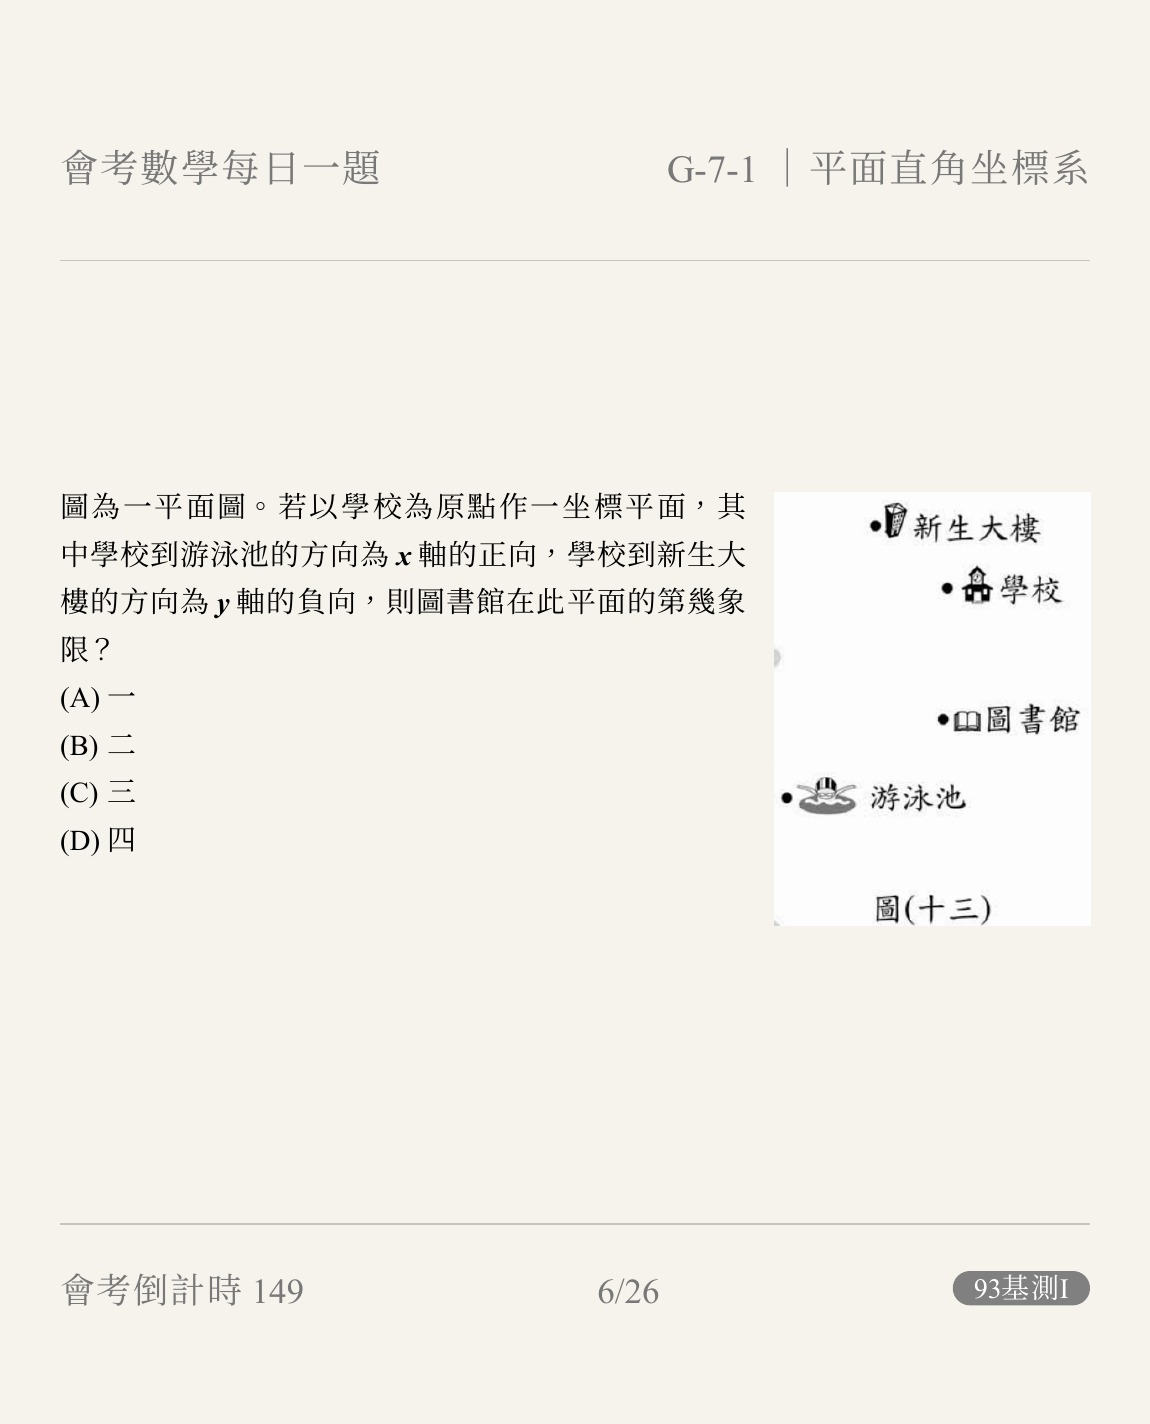 會考數學每日一題
G-7-1 | 平面直角坐標系
圖為一平面圖。若以學校為原點作一坐標平面，其
中學校到游泳池的方向為 x 軸的正向，學校到新生大
樓的方向為 y 軸的負向，則圖書館在此平面的第幾象
限？
(A) 一
(B) 二
(C) 三
(D) 四
新生大樓
學校
圖書館
游泳池
圖(十三)
會考倒計時 149
6/26
93基測I